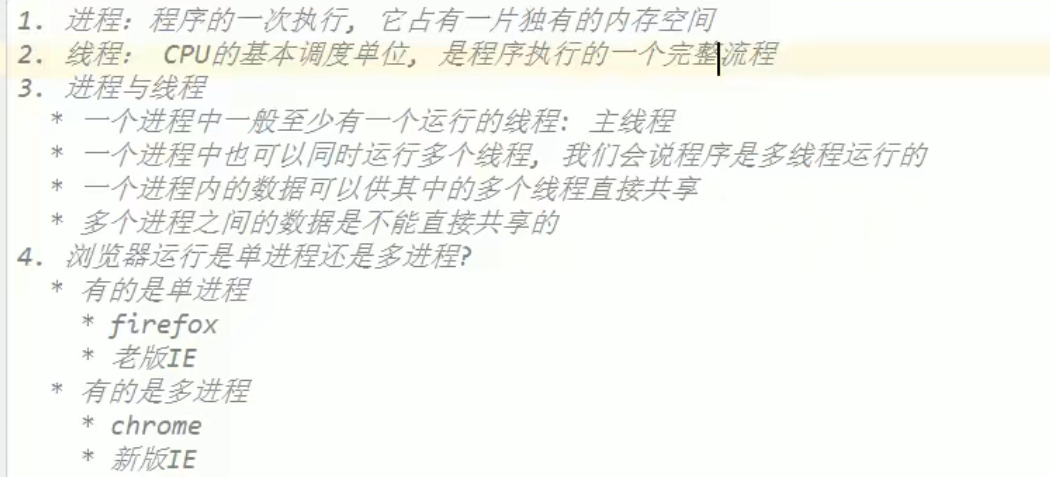 1. 进程：程序的一次执行, 它占有一片独有的内存空间
2. 线程： CPU的基本调度单位, 是程序执行的一个完整流程
3. 进程与线程
* 一个进程中一般至少有一个运行的线程: 主线程
* 一个进程中也可以同时运行多个线程, 我们会说程序是多线程运行的
* 一个进程内的数据可以供其中的多个线程直接共享
* 多个进程之间的数据是不能直接共享的
4. 浏览器运行是单进程还是多进程?
* 有的是单进程
* firefox
* 老版IE
* 有的是多进程
* chrome
* 新版IE